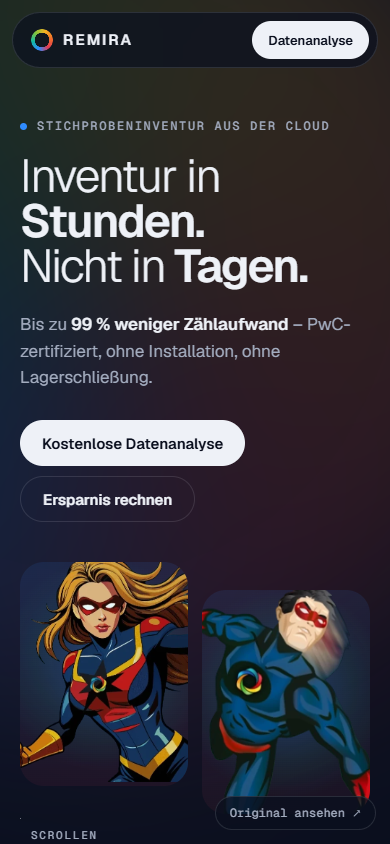 REMIRA
Datenanalyse
STICHPROBENINVENTUR AUS DER CLOUD
Inventur in
Stunden.
Nicht in Tagen.
Bis zu 99 % weniger Zählaufwand – PwC-
zertifiziert, ohne Installation, ohne
Lagerschließung.
Kostenlose Datenanalyse
Ersparnis rechnen
Original ansehen ↗
SCROLLEN